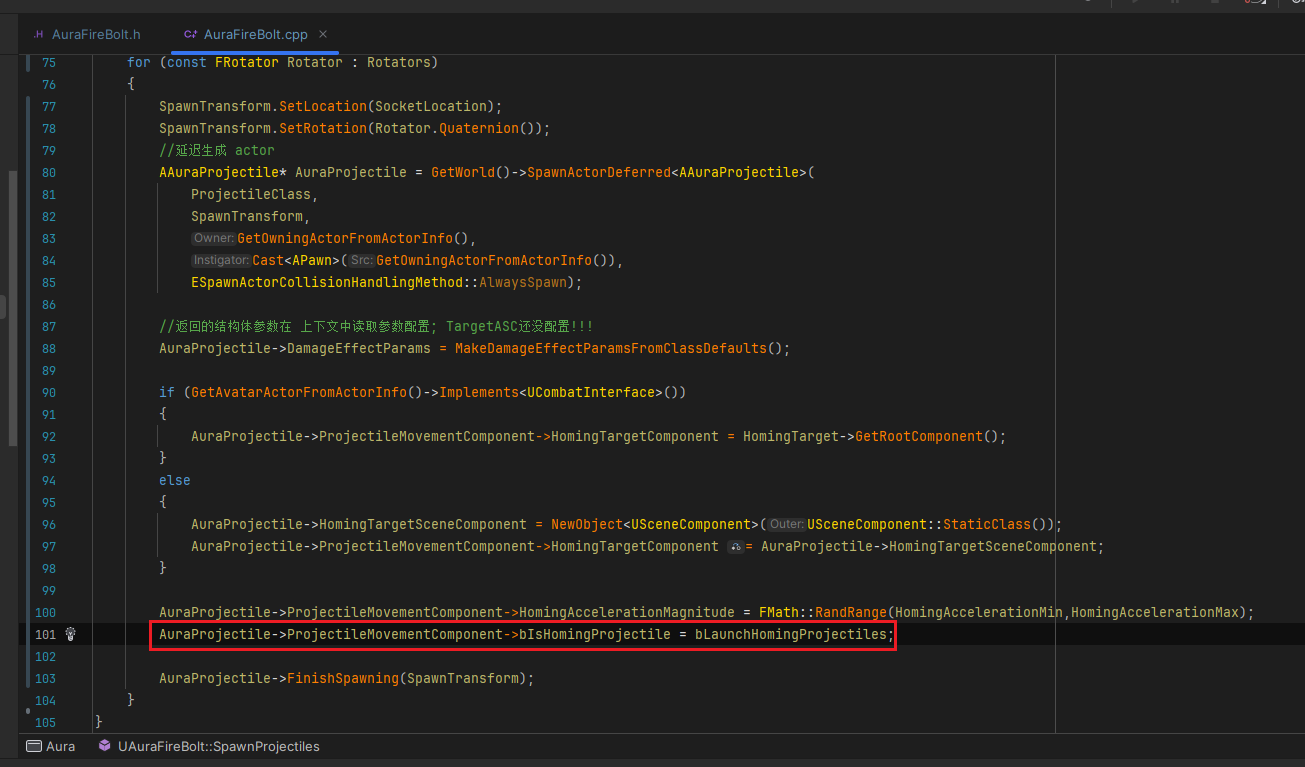 .H AuraFireBolt.h
C++ AuraFireBolt.cpp ×
75 for (const FRotator Rotator : Rotators)
76 {
77 SpawnTransform.SetLocation(SocketLocation);
78 SpawnTransform.SetRotation(Rotator.Quaternion());
79 //延迟生成 actor
80 AAuraProjectile* AuraProjectile = GetWorld()->SpawnActorDeferred<AAuraProjectile>(
81 ProjectileClass,
82 SpawnTransform,
83 Owner: GetOwningActorFromActorInfo(),
84 Instigator: Cast<APawn>( Src: GetOwningActorFromActorInfo()),
85 ESpawnActorCollisionHandlingMethod::AlwaysSpawn);
86
87 //返回的结构体参数在 上下文中读取参数配置; TargetASC还没配置!!!
88 AuraProjectile->DamageEffectParams = MakeDamageEffectParamsFromClassDefaults();
89
90 if (GetAvatarActorFromActorInfo()->Implements<UCombatInterface>())
91 {
92 AuraProjectile->ProjectileMovementComponent->HomingTargetComponent = HomingTarget->GetRootComponent();
93 }
94 else
95 {
96 AuraProjectile->HomingTargetSceneComponent = NewObject<USceneComponent>( Outer: USceneComponent::StaticClass());
97 AuraProjectile->ProjectileMovementComponent->HomingTargetComponent = AuraProjectile->HomingTargetSceneComponent;
98 }
99
100 AuraProjectile->ProjectileMovementComponent->HomingAccelerationMagnitude = FMath::RandRange(HomingAccelerationMin,HomingAccelerationMax);
101 AuraProjectile->ProjectileMovementComponent->bIsHomingProjectile = bLaunchHomingProjectiles;
102
103 AuraProjectile->FinishSpawning(SpawnTransform);
104 }
105 }
Aura UAuraFireBolt::SpawnProjectiles